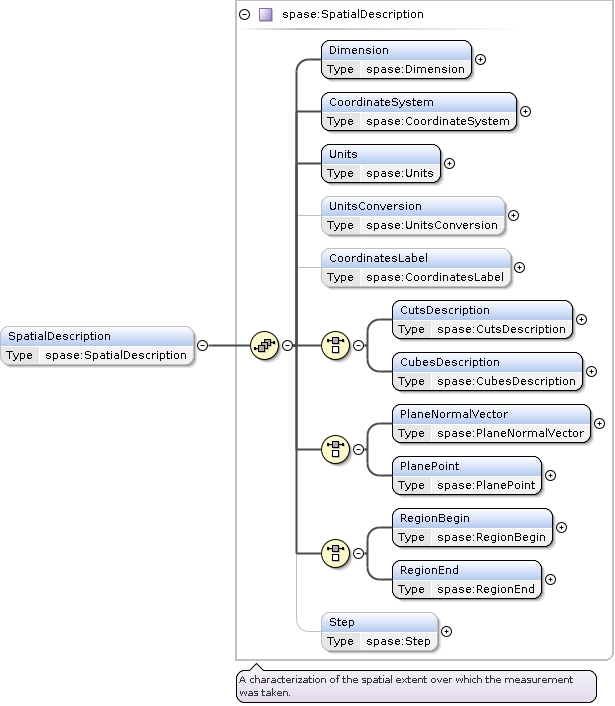 spase:SpatialDescription
Dimension
Type spase:Dimension
CoordinateSystem
Type spase:CoordinateSystem
Units
Type spase:Units
UnitsConversion
Type spase:UnitsConversion
CoordinatesLabel
Type spase:CoordinatesLabel
SpatialDescription
Type spase:SpatialDescription
CutsDescription
Type spase:CutsDescription
CubesDescription
Type spase:CubesDescription
PlaneNormalVector
Type spase:PlaneNormalVector
PlanePoint
Type spase:PlanePoint
RegionBegin
Type spase:RegionBegin
RegionEnd
Type spase:RegionEnd
Step
Type spase:Step
A characterization of the spatial extent over which the measurement
was taken.